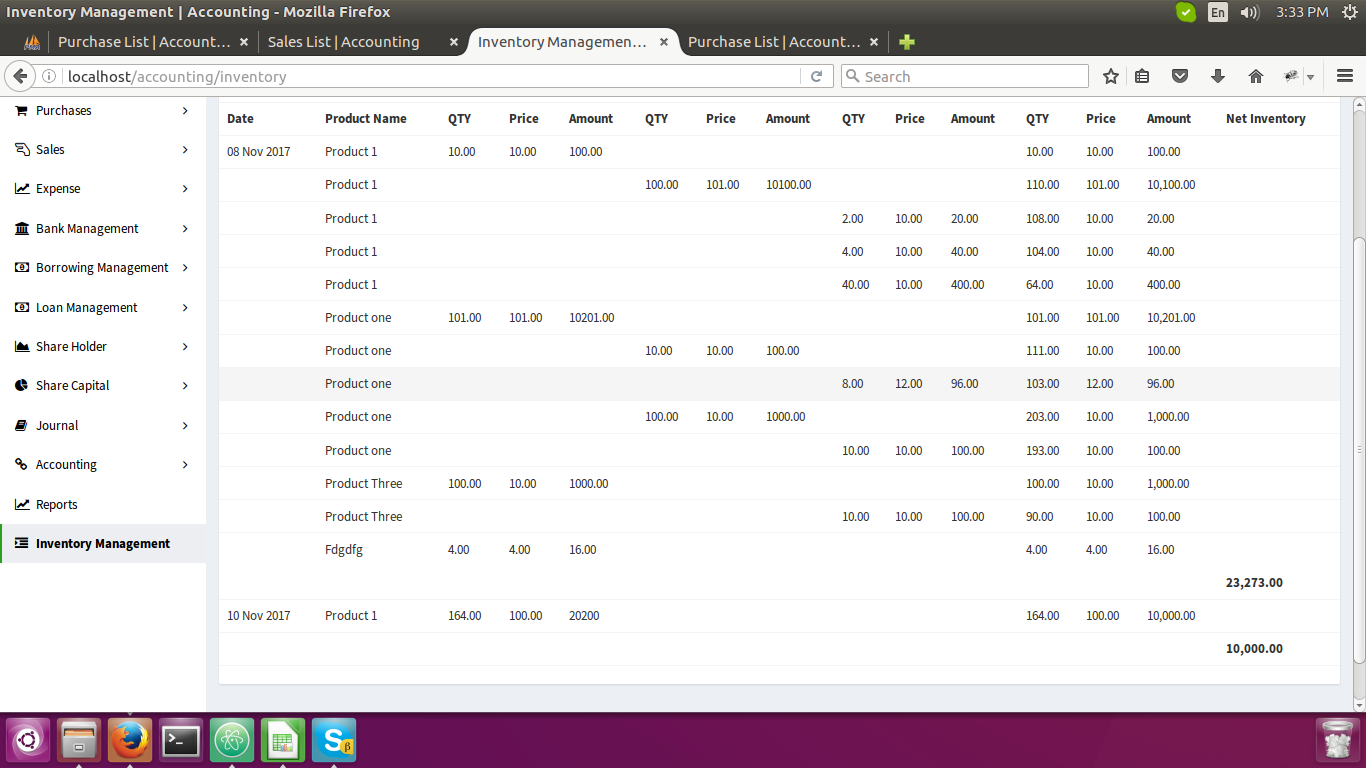 Inventory Management | Accounting - Mozilla Firefox En 3:33 PM
Purchase List | Account... × Sales List | Accounting × Inventory Managemen... × Purchase List | Account... ×
localhost/accounting/inventory Search
Date Product Name QTY Price Amount QTY Price Amount QTY Price Amount QTY Price Amount Net Inventory
08 Nov 2017 Product 1 10.00 10.00 100.00 10.00 10.00 100.00
Product 1 100.00 101.00 10100.00 110.00 101.00 10,100.00
Product 1 2.00 10.00 20.00 108.00 10.00 20.00
Product 1 4.00 10.00 40.00 104.00 10.00 40.00
Product 1 40.00 10.00 400.00 64.00 10.00 400.00
Product one 101.00 101.00 10201.00 101.00 101.00 10,201.00
Product one 10.00 10.00 100.00 111.00 10.00 100.00
Product one 8.00 12.00 96.00 103.00 12.00 96.00
Product one 100.00 10.00 1000.00 203.00 10.00 1,000.00
Product one 10.00 10.00 100.00 193.00 10.00 100.00
Product Three 100.00 10.00 1000.00 100.00 10.00 1,000.00
Product Three 10.00 10.00 100.00 90.00 10.00 100.00
Fdgdfg 4.00 4.00 16.00 4.00 4.00 16.00
23,273.00
10 Nov 2017 Product 1 164.00 100.00 20200 164.00 100.00 10,000.00
10,000.00
Purchases
Sales
Expense
Bank Management
Borrowing Management
Loan Management
Share Holder
Share Capital
Journal
Accounting
Reports
Inventory Management